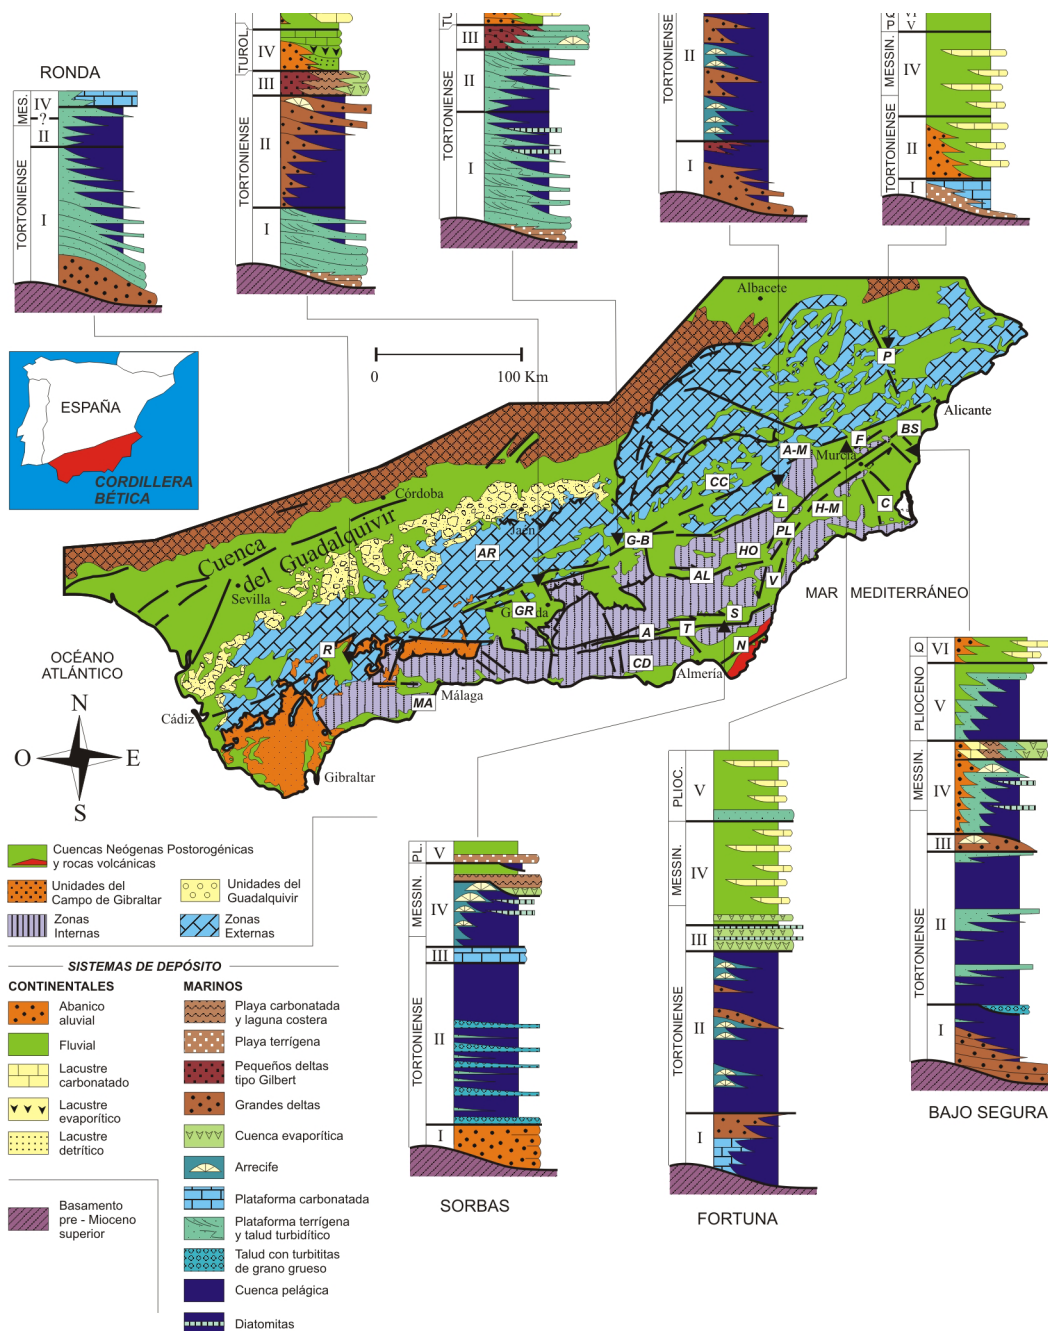 RONDA
MES.
TORTONIENSE
IV
?
II
I
TUROL.
TORTONIENSE
IV
III
II
I
TORTONIENSE
III
II
I
TORTONIENSE
II
I
MESSIN.
TORTONIENSE
V
IV
II
I
ESPAÑA
CORDILLERA
BÉTICA
0
100 Km
Albacete
Alicante
Murcia
Córdoba
Jaén
Sevilla
Cuenca
del Guadalquivir
Cádiz
Málaga
Almería
Gibraltar
OCÉANO
ATLÁNTICO
MAR MEDITERRÁNEO
P
BS
F
A-M
CC
L
H-M
C
PL
G-B
HO
AL
V
AR
GR
S
T
A
N
CD
R
MA
N
O
E
S
Cuencas Neógenas Postorogénicas
y rocas volcánicas
Unidades del
Campo de Gibraltar
Unidades del
Guadalquivir
Zonas
Internas
Zonas
Externas
SISTEMAS DE DEPÓSITO
CONTINENTALES
Abanico
aluvial
Fluvial
Lacustre
carbonatado
Lacustre
evaporítico
Lacustre
detrítico
Basamento
pre - Mioceno
superior
MARINOS
Playa carbonatada
y laguna costera
Playa terrígena
Pequeños deltas
tipo Gilbert
Grandes deltas
Cuenca evaporítica
Arrecife
Plataforma carbonatada
Plataforma terrígena
y talud turbidítico
Talud con turbititas
de grano grueso
Cuenca pelágica
Diatomitas
PL.
MESSIN.
TORTONIENSE
V
IV
III
II
I
SORBAS
PLIOC.
MESSIN.
TORTONIENSE
V
IV
III
II
I
FORTUNA
Q
PLIOCENO
MESSIN.
TORTONIENSE
VI
V
IV
III
II
I
BAJO SEGURA